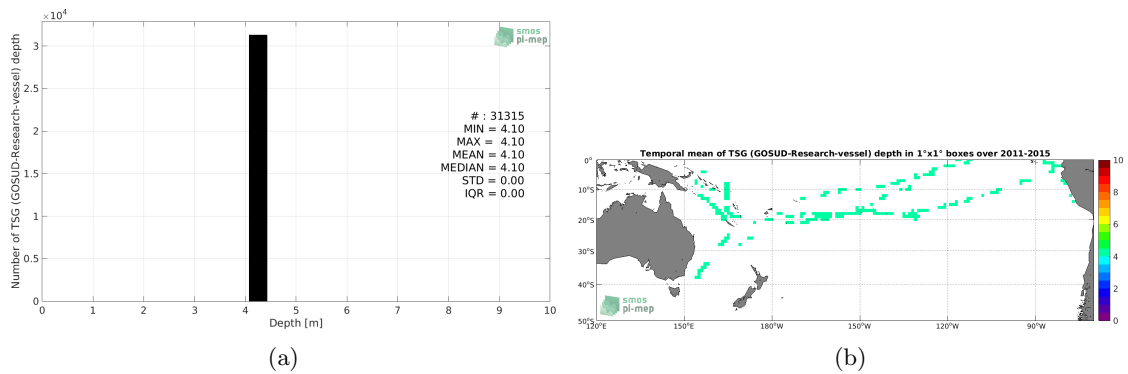 ×10⁴
smos
pi-mep
Number of TSG (GOSUD-Research-vessel) depth
3
2.5
2
1.5
1
0.5
0
# : 31315
MIN = 4.10
MAX = 4.10
MEAN = 4.10
MEDIAN = 4.10
STD = 0.00
IQR = 0.00
0 1 2 3 4 5 6 7 8 9 10
Depth [m]
(a)
Temporal mean of TSG (GOSUD-Research-vessel) depth in 1°x1° boxes over 2011-2015
0°
10°S
20°S
30°S
40°S
50°S
120°E 150°E 180°W 150°W 120°W 90°W
smos
pi-mep
10
8
6
4
2
0
(b)